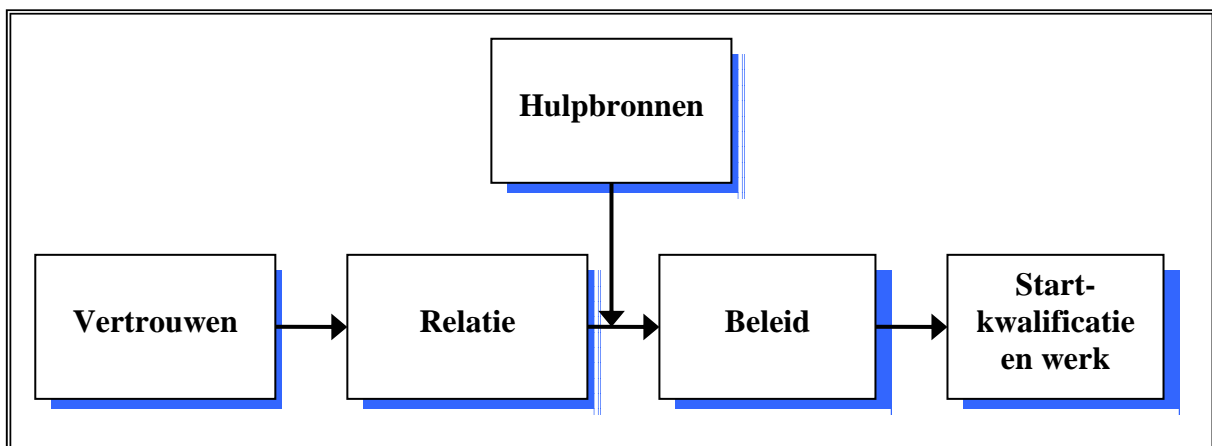 Hulpbronnen
Vertrouwen
Relatie
Beleid
Start-
kwalificatie
en werk